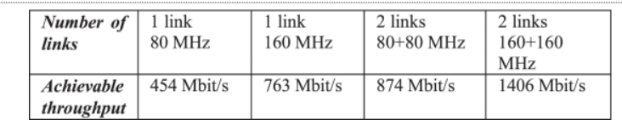 Number of links | 1 link 80 MHz | 1 link 160 MHz | 2 links 80+80 MHz | 2 links 160+160 MHz
Achievable throughput | 454 Mbit/s | 763 Mbit/s | 874 Mbit/s | 1406 Mbit/s